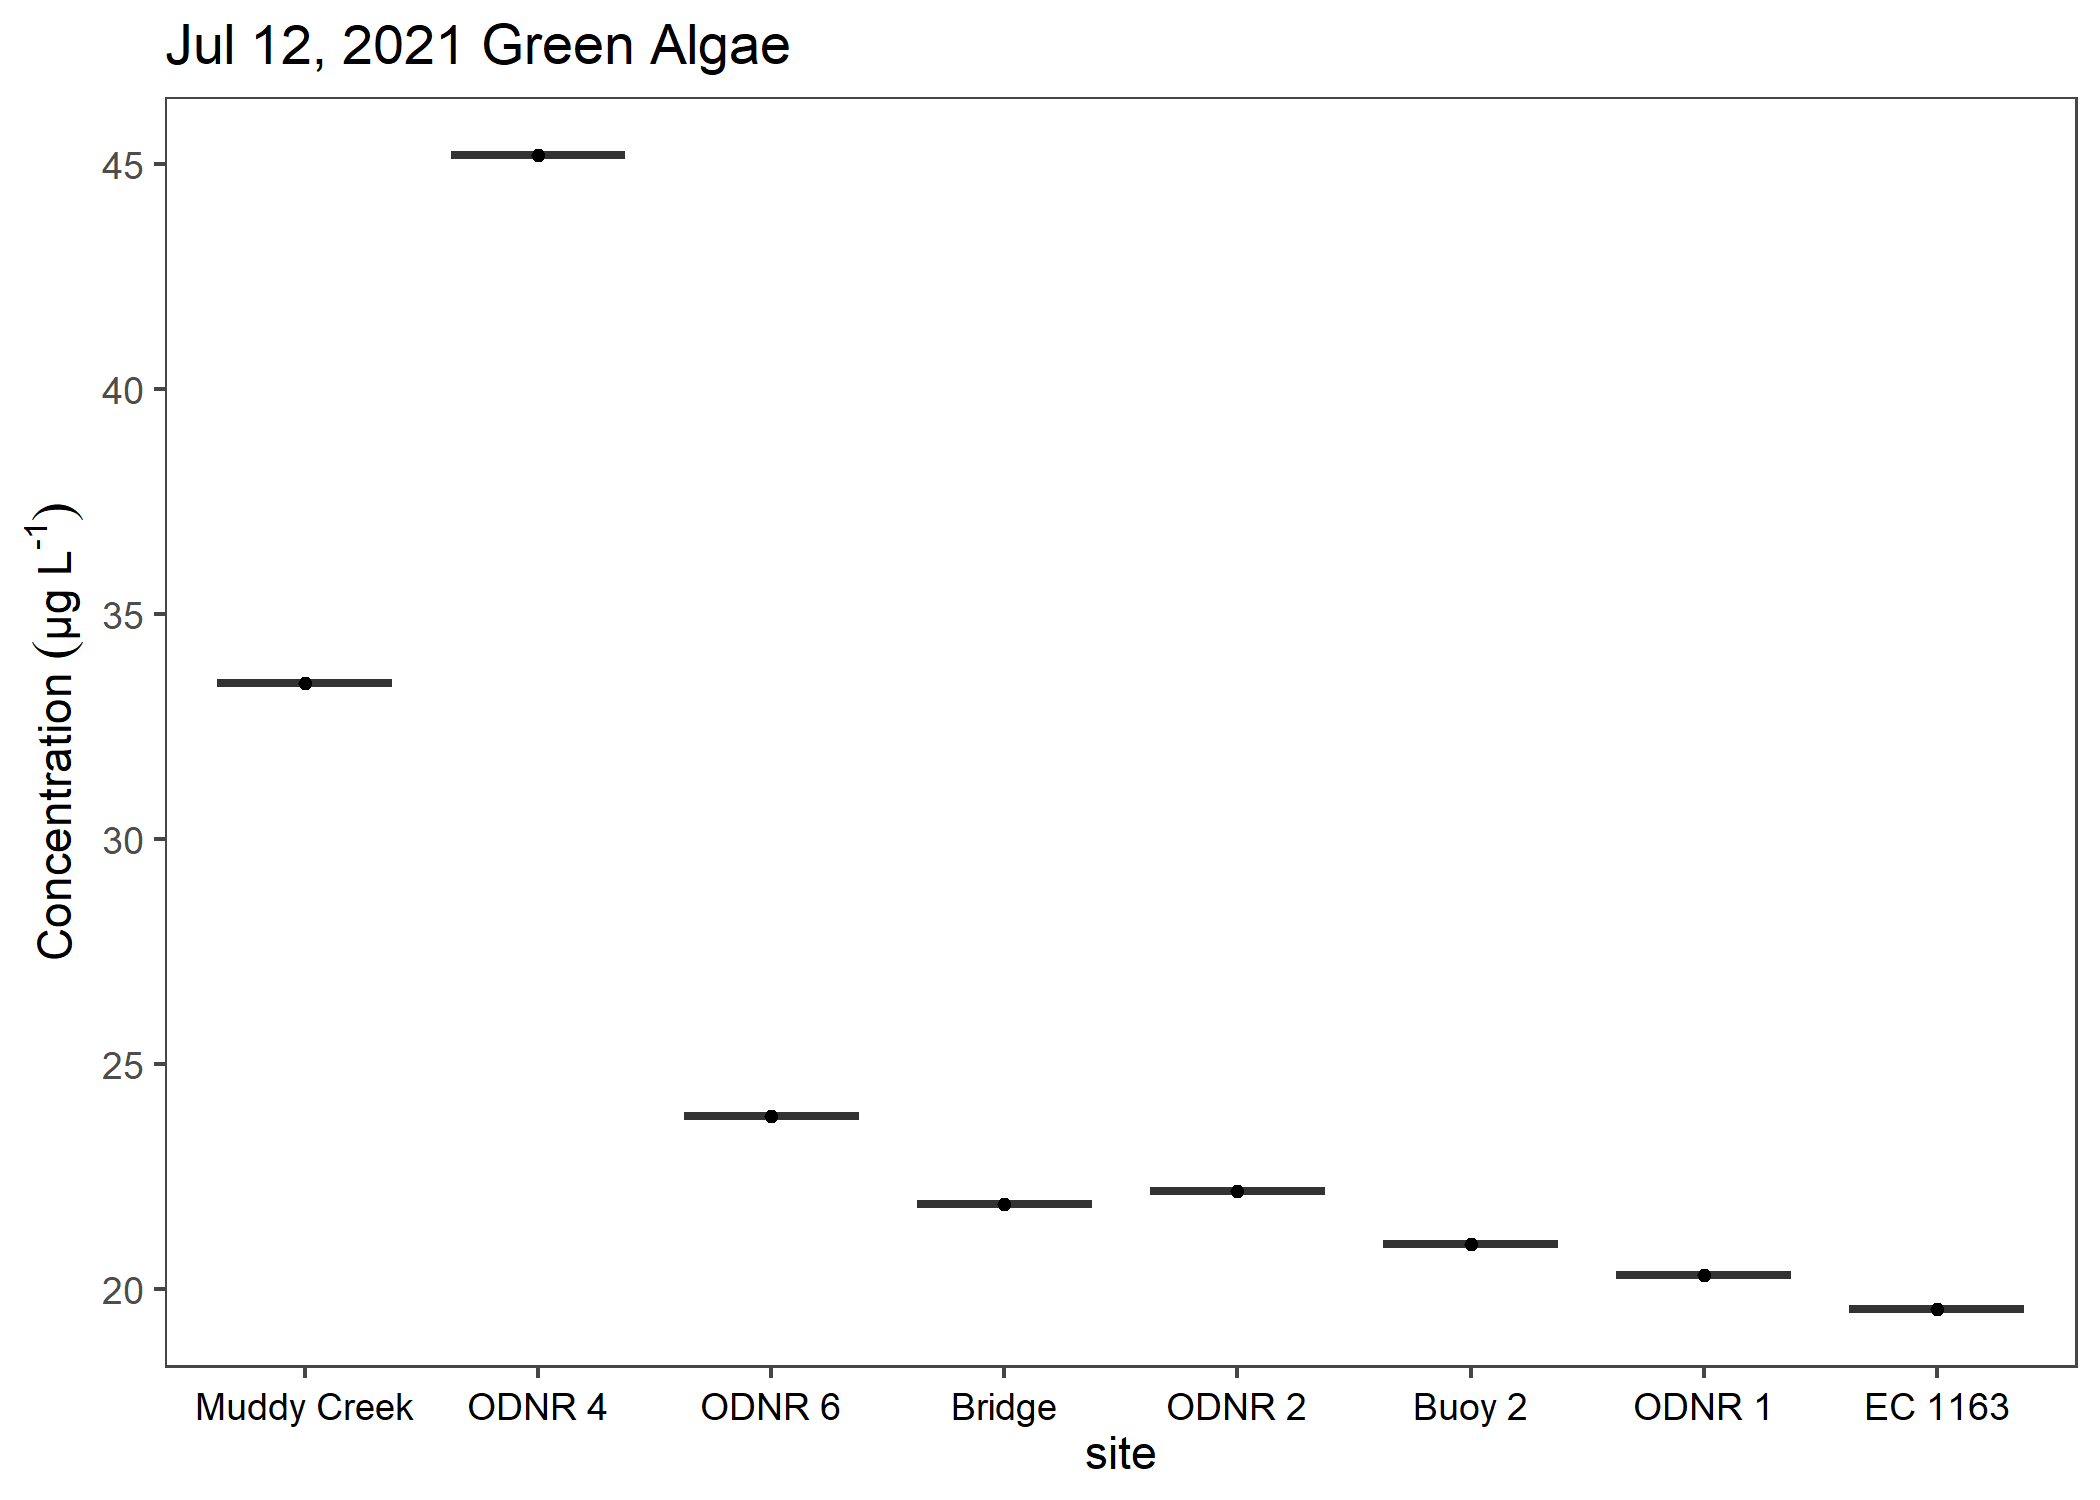 Jul 12, 2021 Green Algae
Concentration (µg L-1)
45
40
35
30
25
20
Muddy Creek ODNR 4 ODNR 6 Bridge ODNR 2 Buoy 2 ODNR 1 EC 1163
site